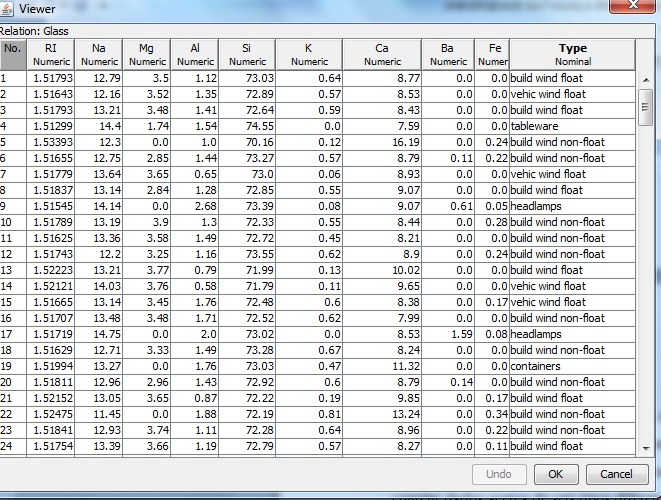 Viewer
Relation: Glass
No. RI Na Mg Al Si K Ca Ba Fe Type
Numeric Numeric Numeric Numeric Numeric Numeric Numeric Numeric Numer Nominal
1 1.51793 12.79 3.5 1.12 73.03 0.64 8.77 0.0 0.0 build wind float
2 1.51643 12.16 3.52 1.35 72.89 0.57 8.53 0.0 0.0 vehic wind float
3 1.51793 13.21 3.48 1.41 72.64 0.59 8.43 0.0 0.0 build wind float
4 1.51299 14.4 1.74 1.54 74.55 0.0 7.59 0.0 0.0 tableware
5 1.53393 12.3 0.0 1.0 70.16 0.12 16.19 0.0 0.24 build wind non-float
6 1.51655 12.75 2.85 1.44 73.27 0.57 8.79 0.11 0.22 build wind non-float
7 1.51779 13.64 3.65 0.65 73.0 0.06 8.93 0.0 0.0 vehic wind float
8 1.51837 13.14 2.84 1.28 72.85 0.55 9.07 0.0 0.0 build wind float
9 1.51545 14.14 0.0 2.68 73.39 0.08 9.07 0.61 0.05 headlamps
10 1.51789 13.19 3.9 1.3 72.33 0.55 8.44 0.0 0.28 build wind non-float
11 1.51625 13.36 3.58 1.49 72.72 0.45 8.21 0.0 0.0 build wind non-float
12 1.51743 12.2 3.25 1.16 73.55 0.62 8.9 0.0 0.24 build wind non-float
13 1.52223 13.21 3.77 0.79 71.99 0.13 10.02 0.0 0.0 build wind float
14 1.52121 14.03 3.76 0.58 71.79 0.11 9.65 0.0 0.0 vehic wind float
15 1.51665 13.14 3.45 1.76 72.48 0.6 8.38 0.0 0.17 vehic wind float
16 1.51707 13.48 3.48 1.71 72.52 0.62 7.99 0.0 0.0 build wind non-float
17 1.51719 14.75 0.0 2.0 73.02 0.0 8.53 1.59 0.08 headlamps
18 1.51629 12.71 3.33 1.49 73.28 0.67 8.24 0.0 0.0 build wind non-float
19 1.51994 13.27 0.0 1.76 73.03 0.47 11.32 0.0 0.0 containers
20 1.51811 12.96 2.96 1.43 72.92 0.6 8.79 0.14 0.0 build wind non-float
21 1.52152 13.05 3.65 0.87 72.22 0.19 9.85 0.0 0.17 build wind float
22 1.52475 11.45 0.0 1.88 72.19 0.81 13.24 0.0 0.34 build wind non-float
23 1.51841 12.93 3.74 1.11 72.28 0.64 8.96 0.0 0.22 build wind non-float
24 1.51754 13.39 3.66 1.19 72.79 0.57 8.27 0.0 0.11 build wind float
Undo OK Cancel